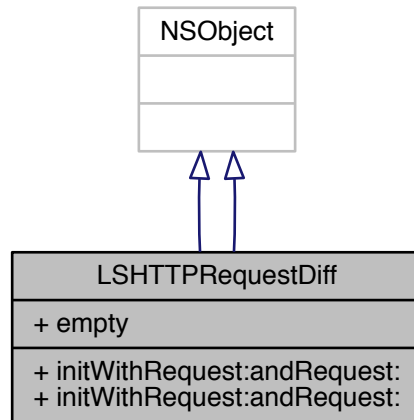 NSObject
LSHTTPRequestDiff
+ empty
+ initWithRequest:andRequest:
+ initWithRequest:andRequest: